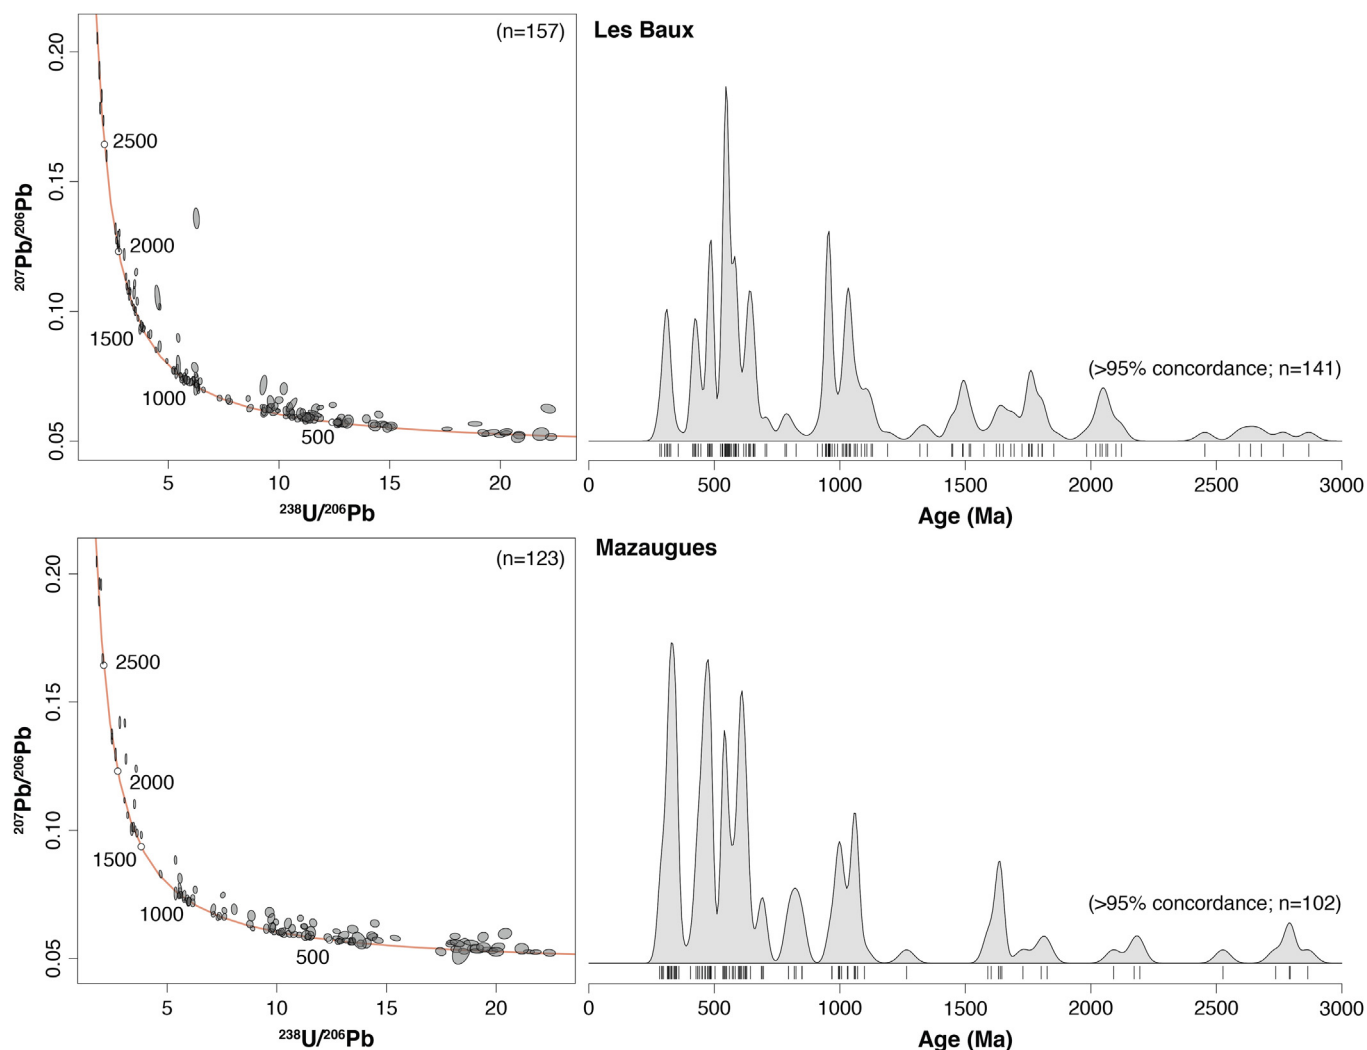 (n=157)
Les Baux
0.20
0.15
0.10
0.05
²⁰⁷Pb/²⁰⁶Pb
2500
2000
1500
1000
500
(>95% concordance; n=141)
5 10 15 20
²³⁸U/²⁰⁶Pb
0 500 1000 1500 2000 2500 3000
Age (Ma)
(n=123)
Mazaugues
0.20
0.15
0.10
0.05
²⁰⁷Pb/²⁰⁶Pb
2500
2000
1500
1000
500
(>95% concordance; n=102)
5 10 15 20
²³⁸U/²⁰⁶Pb
0 500 1000 1500 2000 2500 3000
Age (Ma)